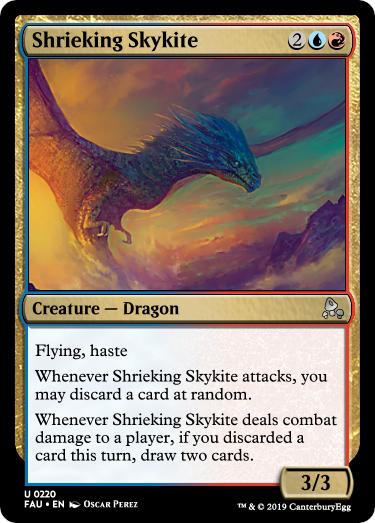 Shrieking Skykite 2
Creature — Dragon
Flying, haste
Whenever Shrieking Skykite attacks, you
may discard a card at random.
Whenever Shrieking Skykite deals combat
damage to a player, if you discarded a
card this turn, draw two cards.
3/3
U 0220
FAU • EN Oscar Perez
™ & © 2019 CanterburyEgg